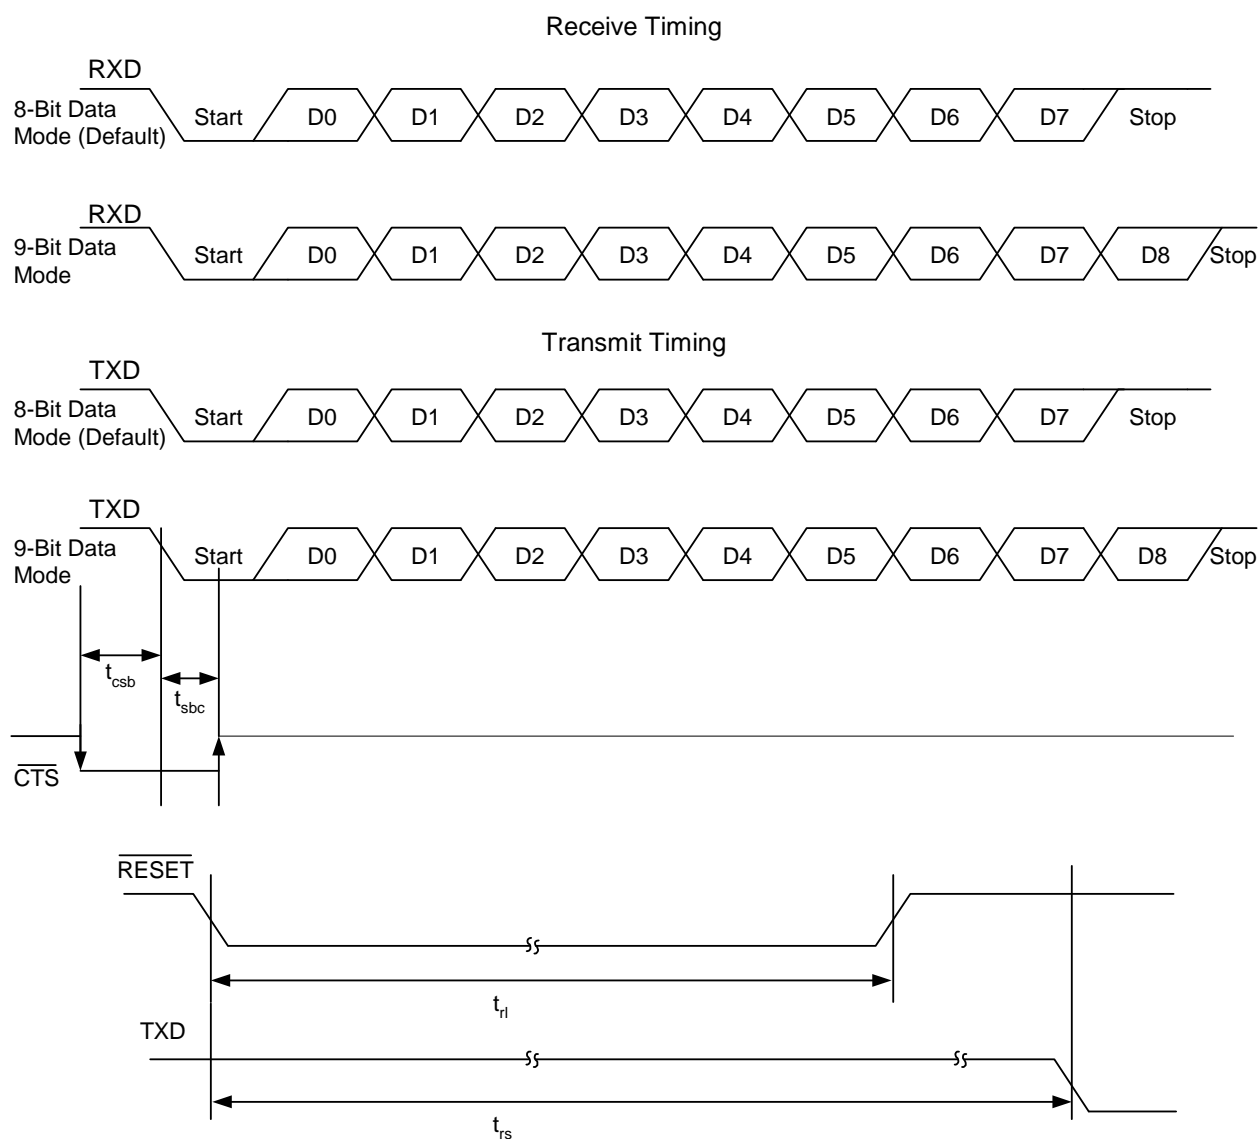 Receive Timing
RXD
8-Bit Data
Mode (Default)
Start D0 D1 D2 D3 D4 D5 D6 D7 Stop
RXD
9-Bit Data
Mode
Start D0 D1 D2 D3 D4 D5 D6 D7 D8 Stop
Transmit Timing
TXD
8-Bit Data
Mode (Default)
Start D0 D1 D2 D3 D4 D5 D6 D7 Stop
TXD
9-Bit Data
Mode
Start D0 D1 D2 D3 D4 D5 D6 D7 D8 Stop
tcsb
tsbc
CTS
RESET
trl
TXD
trs